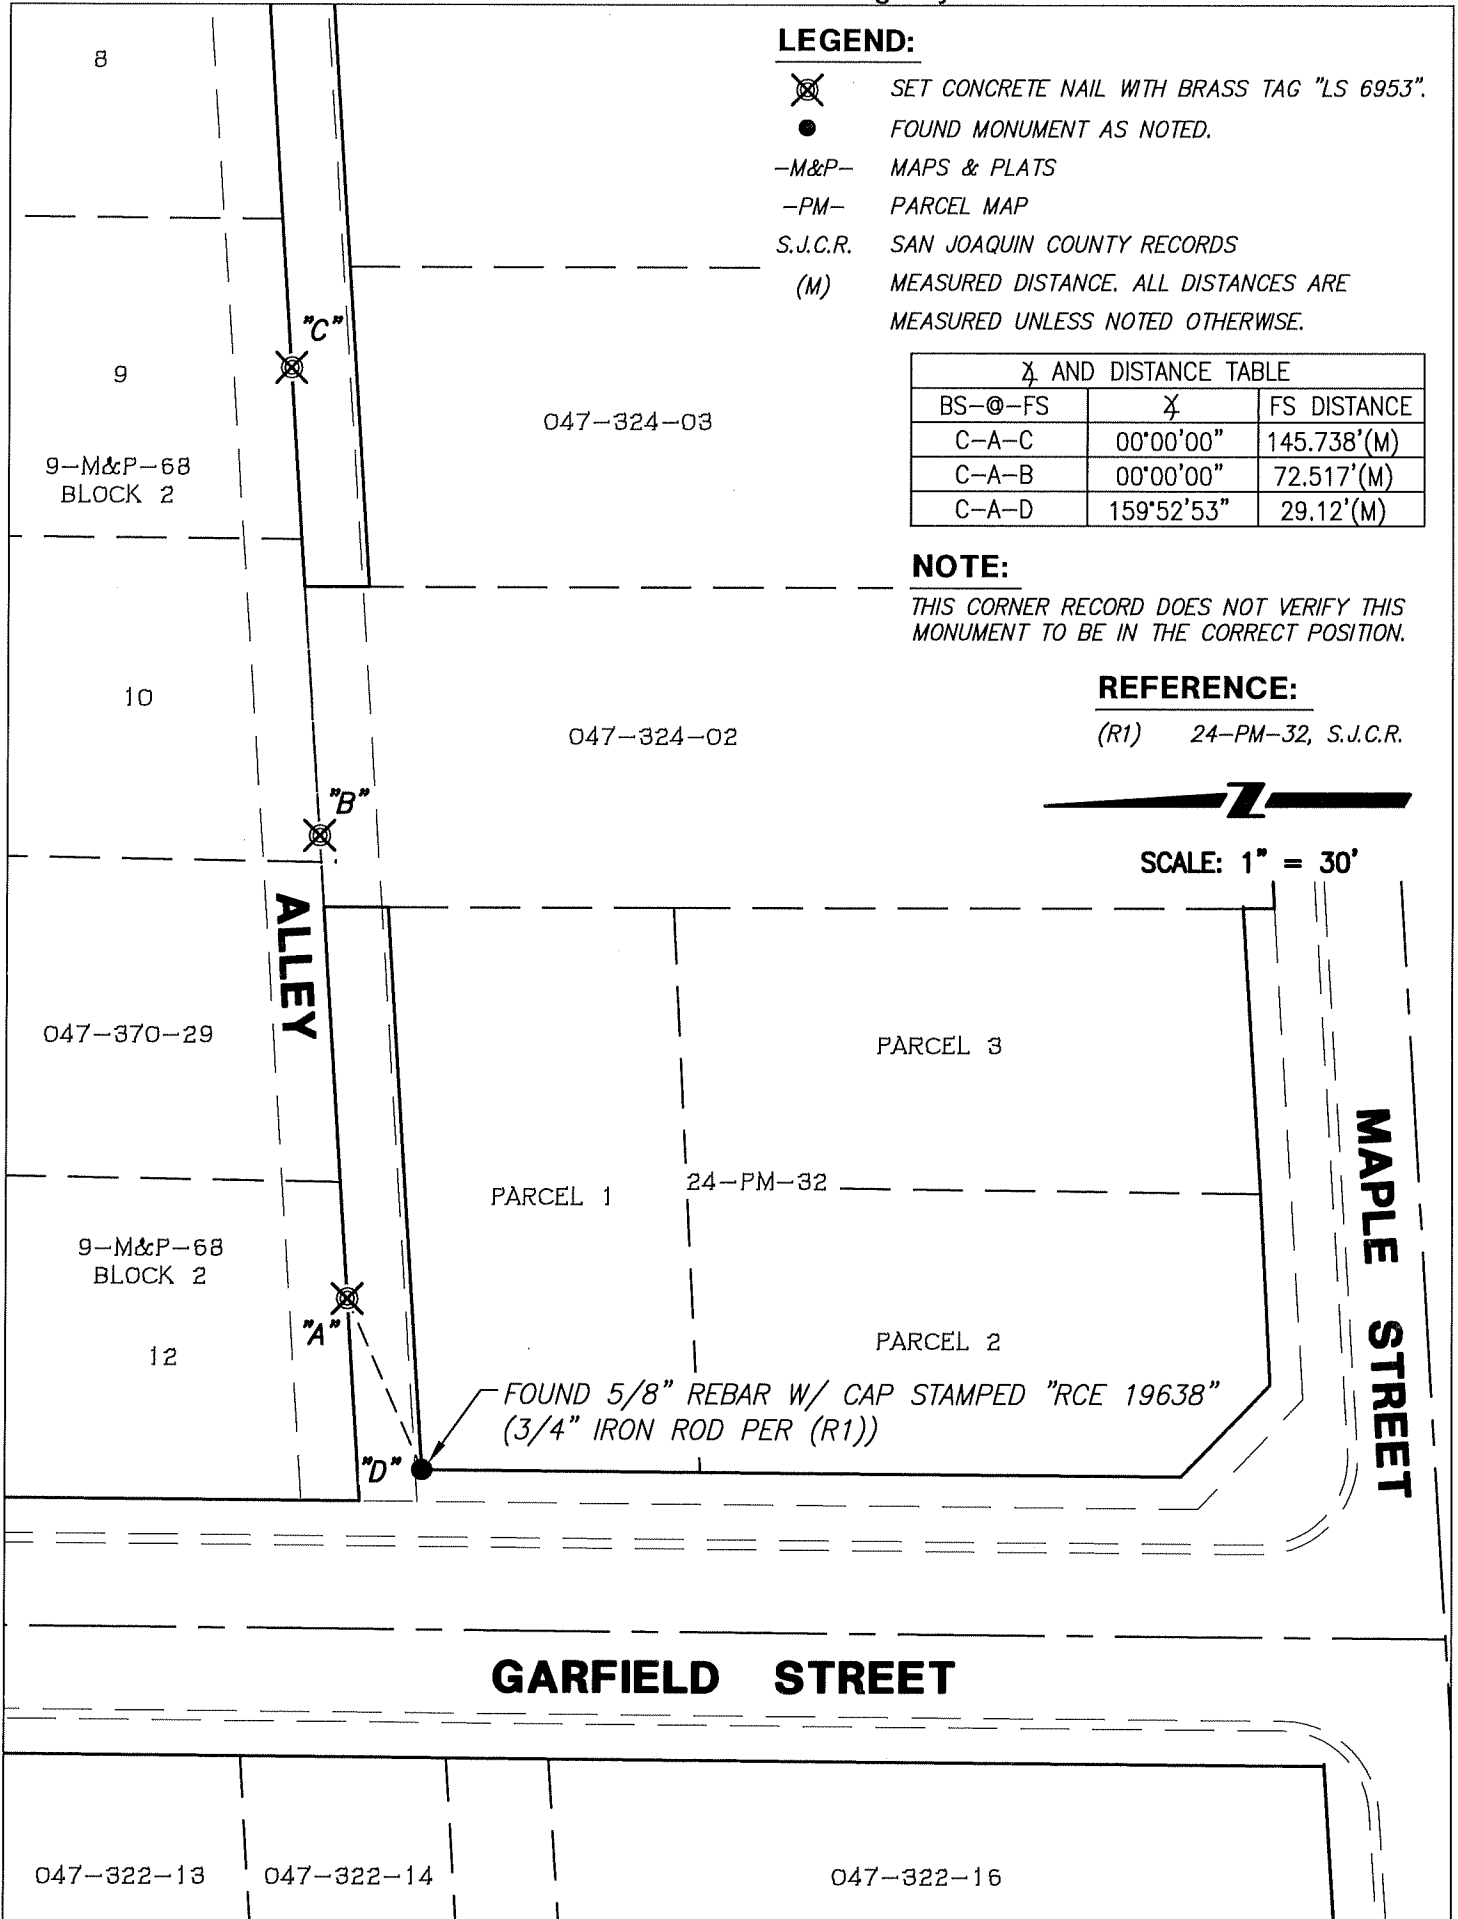 LEGEND:
SET CONCRETE NAIL WITH BRASS TAG "LS 6953".
FOUND MONUMENT AS NOTED.
-M&P- MAPS & PLATS
-PM- PARCEL MAP
S.J.C.R. SAN JOAQUIN COUNTY RECORDS
(M) MEASURED DISTANCE. ALL DISTANCES ARE
MEASURED UNLESS NOTED OTHERWISE.
AND DISTANCE TABLE
BS-@-FS FS DISTANCE
C-A-C 00°00'00" 145.738'(M)
C-A-B 00°00'00" 72.517'(M)
C-A-D 159°52'53" 29.12'(M)
NOTE:
THIS CORNER RECORD DOES NOT VERIFY THIS
MONUMENT TO BE IN THE CORRECT POSITION.
REFERENCE:
(R1) 24-PM-32, S.J.C.R.
Z
SCALE: 1" = 30'
8
"C"
9
047-324-03
9-M&P-68
BLOCK 2
10
047-324-02
"B"
ALLEY
047-370-29
PARCEL 3
PARCEL 1
24-PM-32
MAPLE STREET
9-M&P-68
BLOCK 2
"A"
12
PARCEL 2
FOUND 5/8" REBAR W/ CAP STAMPED "RCE 19638"
(3/4" IRON ROD PER (R1))
"D"
GARFIELD STREET
047-322-13
047-322-14
047-322-16